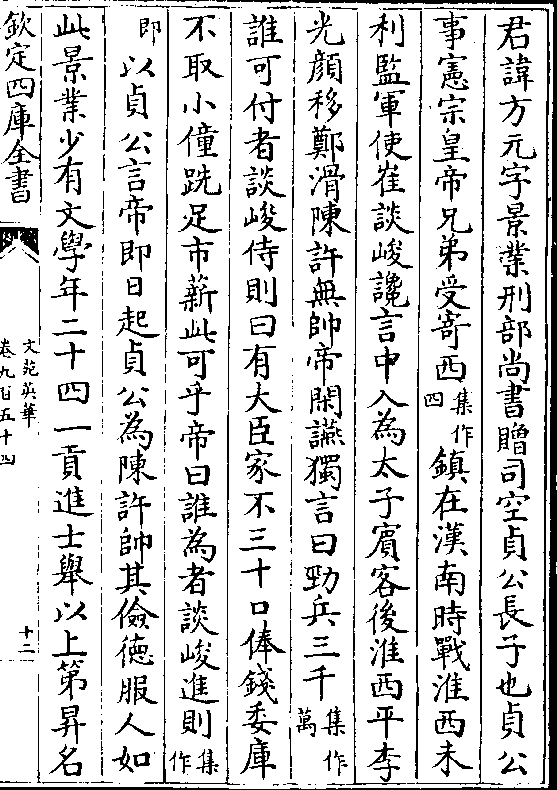 君諱方元字景業刑部尚書贈司空貞公長子也貞公
事憲宗皇帝兄弟受寄西集作四鎮在漢南時戰淮西未
利監軍使崔談峻讒言中入為太子賓客後淮西平李
光顔移鄭滑陳許無帥帝閑讌獨言曰勁兵三千集作萬
誰可付者談峻侍則曰有大臣家不三十口俸錢委庫
不取小僮跣足市薪此可乎帝曰誰為者談峻進則集作
即以貞公言帝即日起貞公為陳許帥其儉徳服人如
此景業少有文學年二十四一貢進士舉以上第昇名
欽定四庫全書
文苑英華
卷九百五十四
十二